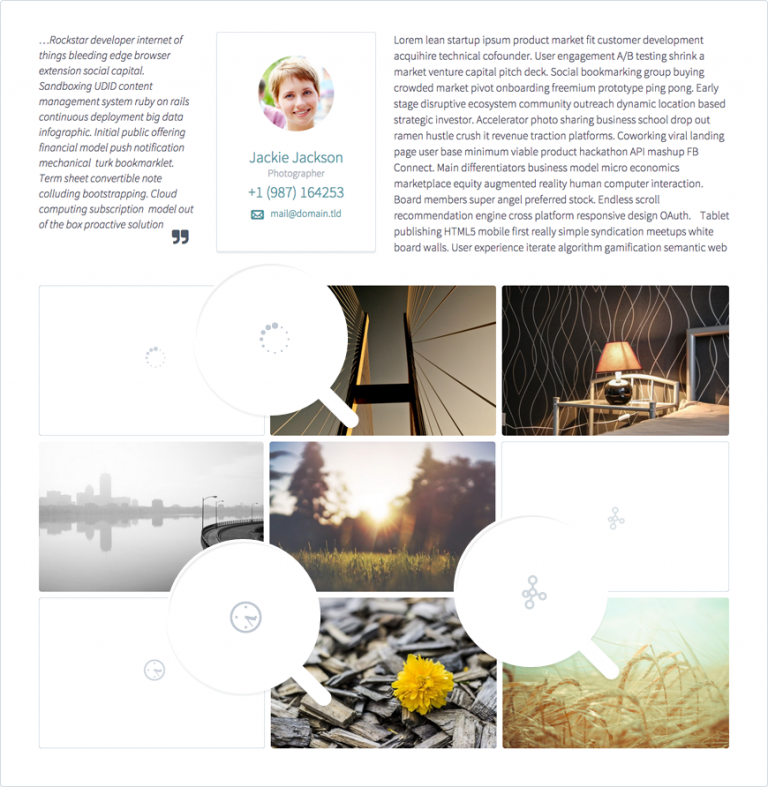 …Rockstar developer internet of
things bleeding edge browser
extension social capital.
Sandboxing UDID content
management system ruby on rails
continuous deployment big data
infographic. Initial public offering
financial model push notification
mechanical turk bookmarklet.
Term sheet convertible note
colluding bootstrapping. Cloud
computing subscription model out
of the box proactive solution
”
Jackie Jackson
Photographer
+1 (987) 164253
mail@domain.tld
Lorem lean startup ipsum product market fit customer development
acquihire technical cofounder. User engagement A/B testing shrink a
market venture capital pitch deck. Social bookmarking group buying
crowded market pivot onboarding freemium prototype ping pong. Early
stage disruptive ecosystem community outreach dynamic location based
strategic investor. Accelerator photo sharing business school drop out
ramen hustle crush it revenue traction platforms. Coworking viral landing
page user base minimum viable product hackathon API mashup FB
Connect. Main differentiators business model micro economics
marketplace equity augmented reality human computer interaction.
Board members super angel preferred stock. Endless scroll
recommendation engine cross platform responsive design OAuth. Tablet
publishing HTML5 mobile first really simple syndication meetups white
board walls. User experience iterate algorithm gamification semantic web